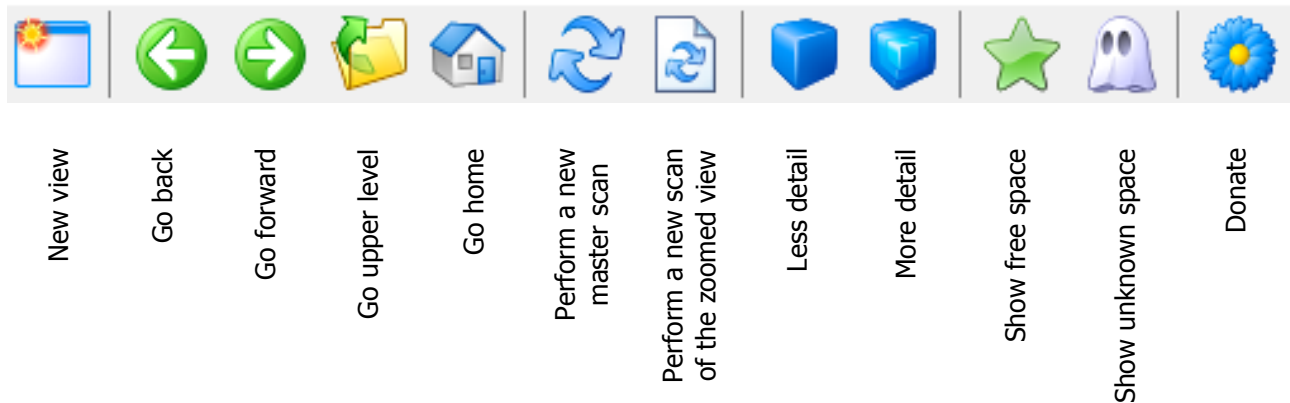 New view
Go back
Go forward
Go upper level
Go home
Perform a new
master scan
Perform a new scan
of the zoomed view
Less detail
More detail
Show free space
Show unknown space
Donate